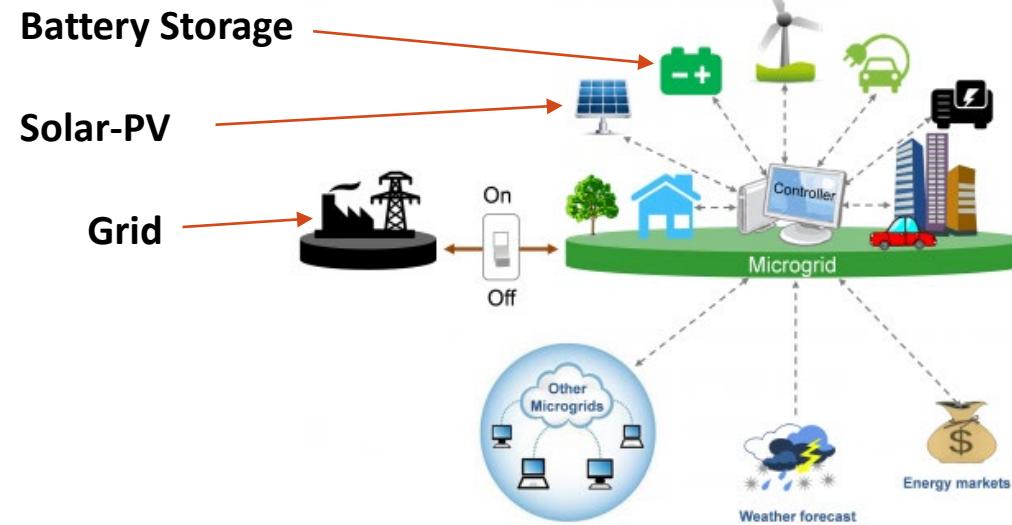 Battery Storage
Solar-PV
Grid
On
Off
Controller
Microgrid
Other
Microgrids
Weather forecast
$
Energy markets